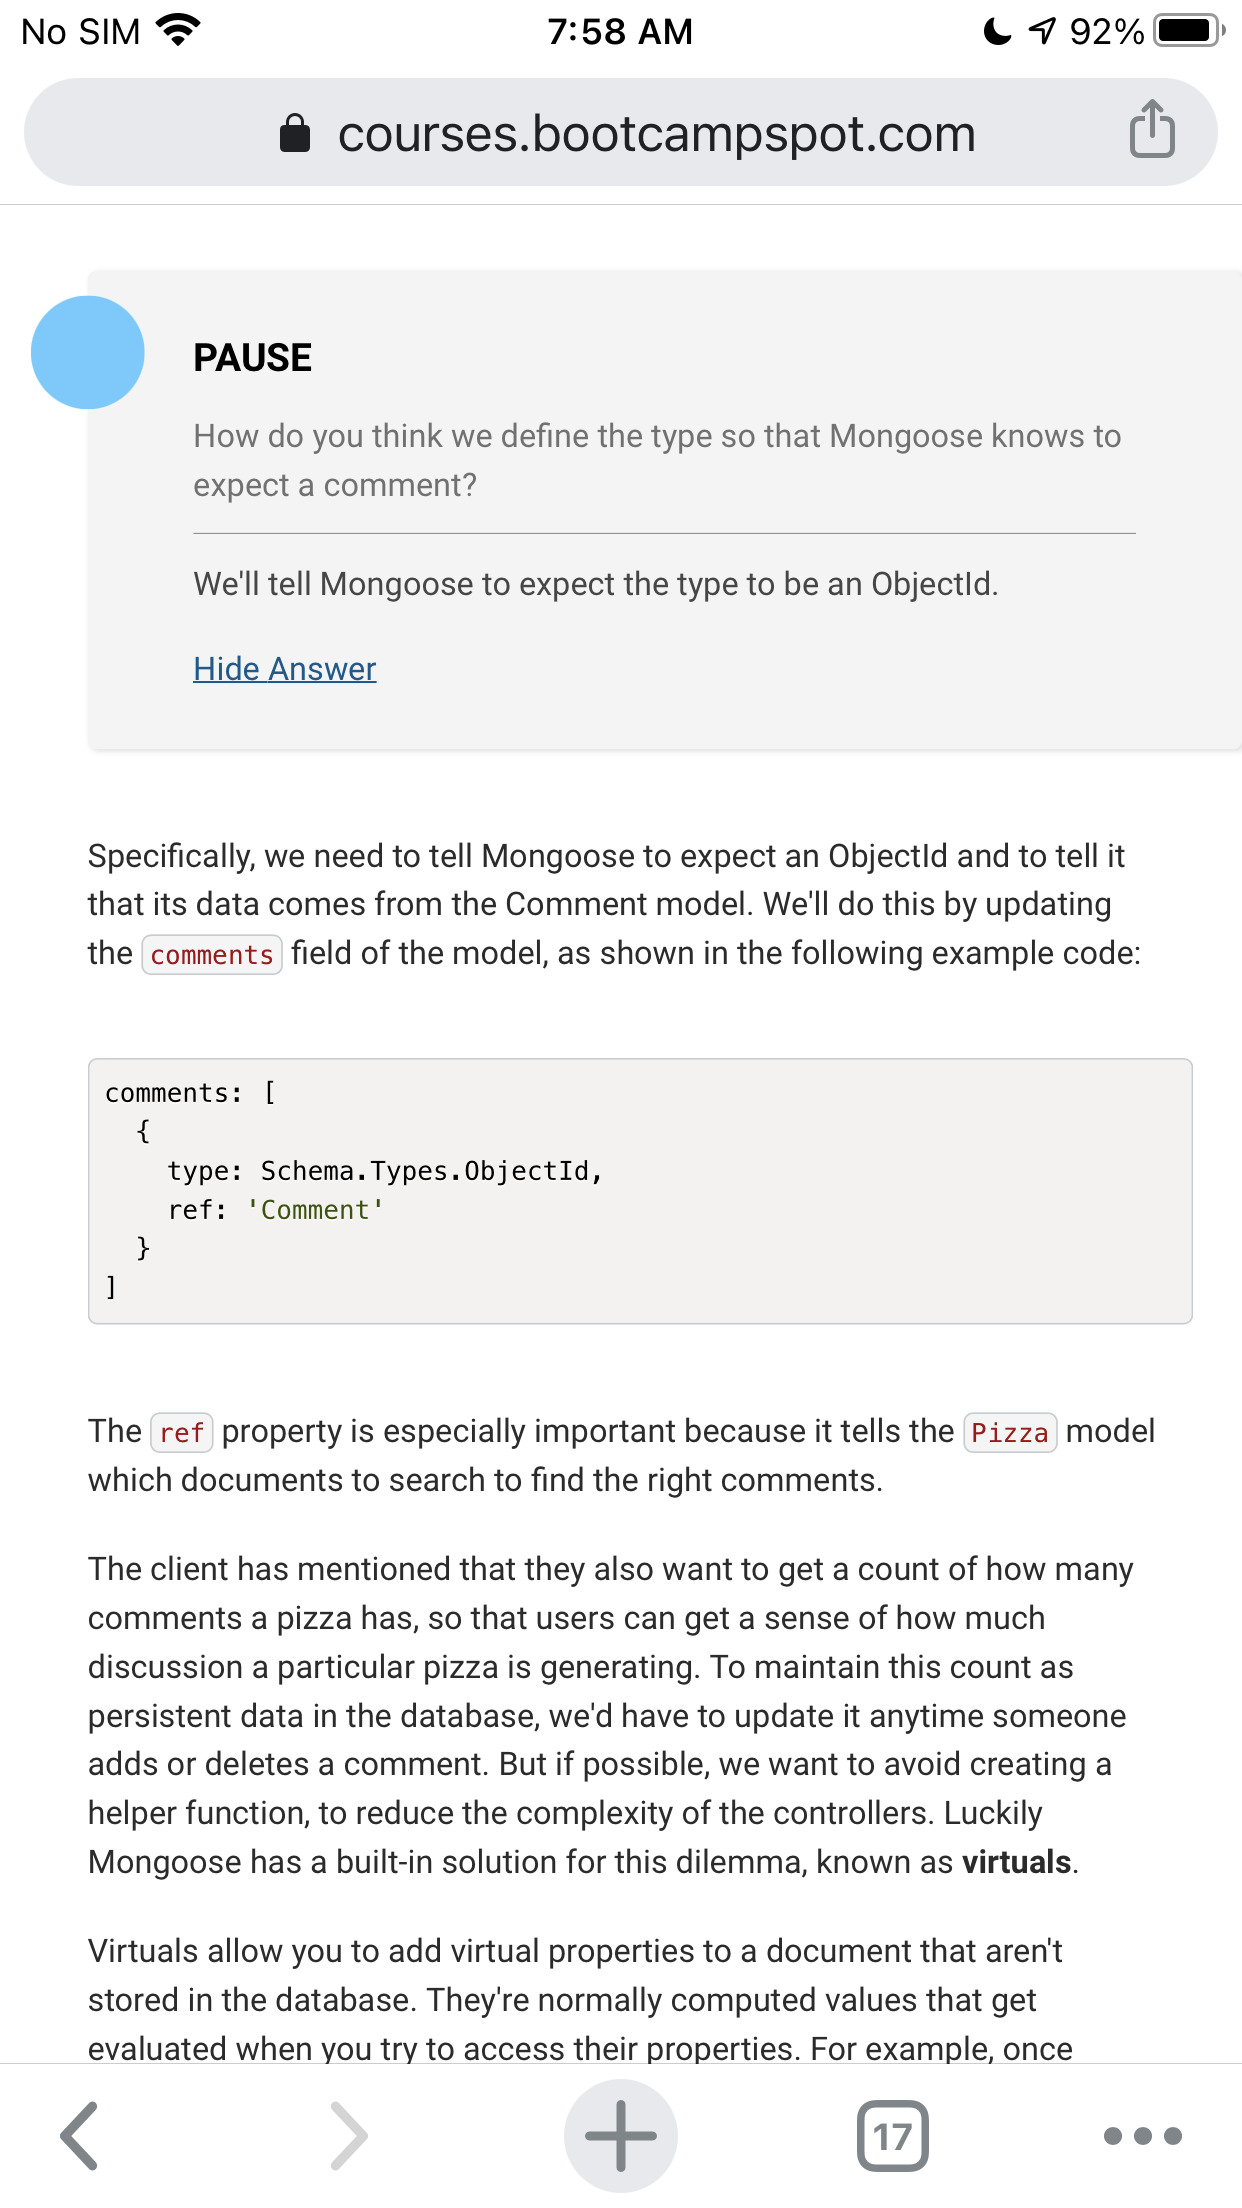 No SIM 7:58 AM 92%
courses.bootcampspot.com
PAUSE
How do you think we define the type so that Mongoose knows to
expect a comment?
We'll tell Mongoose to expect the type to be an ObjectId.
Hide Answer
Specifically, we need to tell Mongoose to expect an ObjectId and to tell it
that its data comes from the Comment model. We'll do this by updating
the comments field of the model, as shown in the following example code:
comments: [
  {
    type: Schema.Types.ObjectId,
    ref: 'Comment'
  }
]
The ref property is especially important because it tells the Pizza model
which documents to search to find the right comments.
The client has mentioned that they also want to get a count of how many
comments a pizza has, so that users can get a sense of how much
discussion a particular pizza is generating. To maintain this count as
persistent data in the database, we'd have to update it anytime someone
adds or deletes a comment. But if possible, we want to avoid creating a
helper function, to reduce the complexity of the controllers. Luckily
Mongoose has a built-in solution for this dilemma, known as virtuals.
Virtuals allow you to add virtual properties to a document that aren't
stored in the database. They're normally computed values that get
evaluated when you try to access their properties. For example, once
17